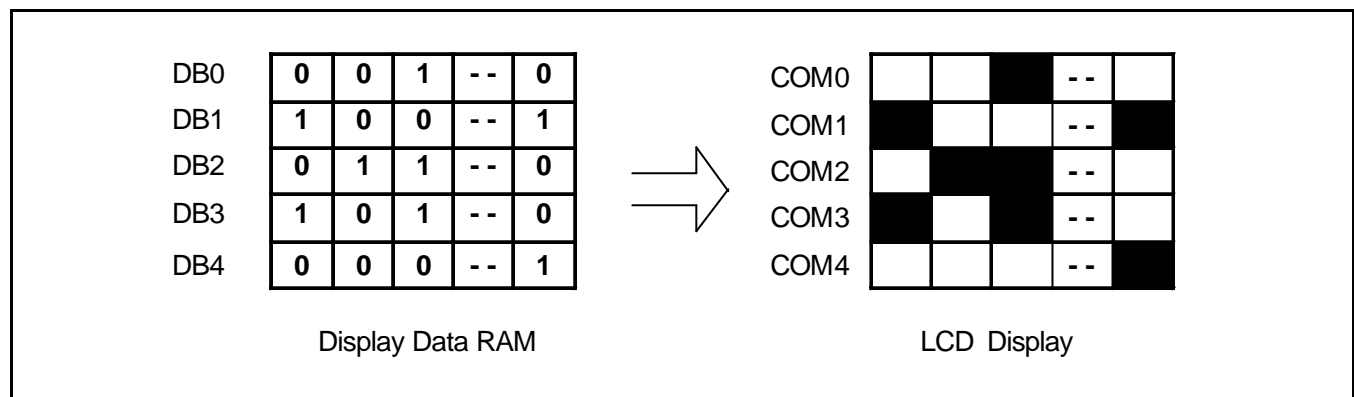 DB0 0 0 1 - - 0 COM0 - -
DB1 1 0 0 - - 1 COM1 - -
DB2 0 1 1 - - 0 COM2 - -
DB3 1 0 1 - - 0 COM3 - -
DB4 0 0 0 - - 1 COM4 - -
Display Data RAM LCD Display